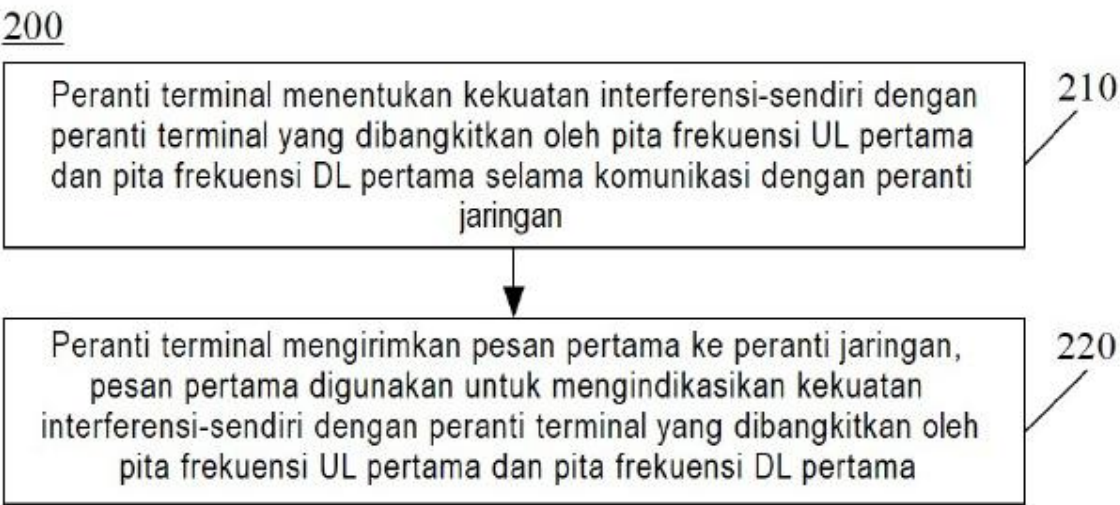 200
Peranti terminal menentukan kekuatan interferensi-sendiri dengan
peranti terminal yang dibangkitkan oleh pita frekuensi UL pertama
dan pita frekuensi DL pertama selama komunikasi dengan peranti
jaringan
210
Peranti terminal mengirimkan pesan pertama ke peranti jaringan,
pesan pertama digunakan untuk mengindikasikan kekuatan
interferensi-sendiri dengan peranti terminal yang dibangkitkan oleh
pita frekuensi UL pertama dan pita frekuensi DL pertama
220